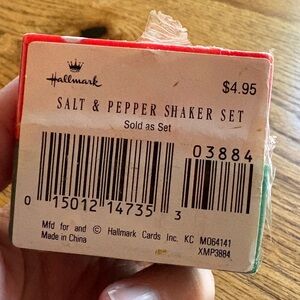 Hallmark
$4.95
SALT & PEPPER SHAKER SET
Sold as Set
03884
0 15012 14735 3
Mfd for and © Hallmark Cards Inc. KC MO64141
Made in China XMP3884